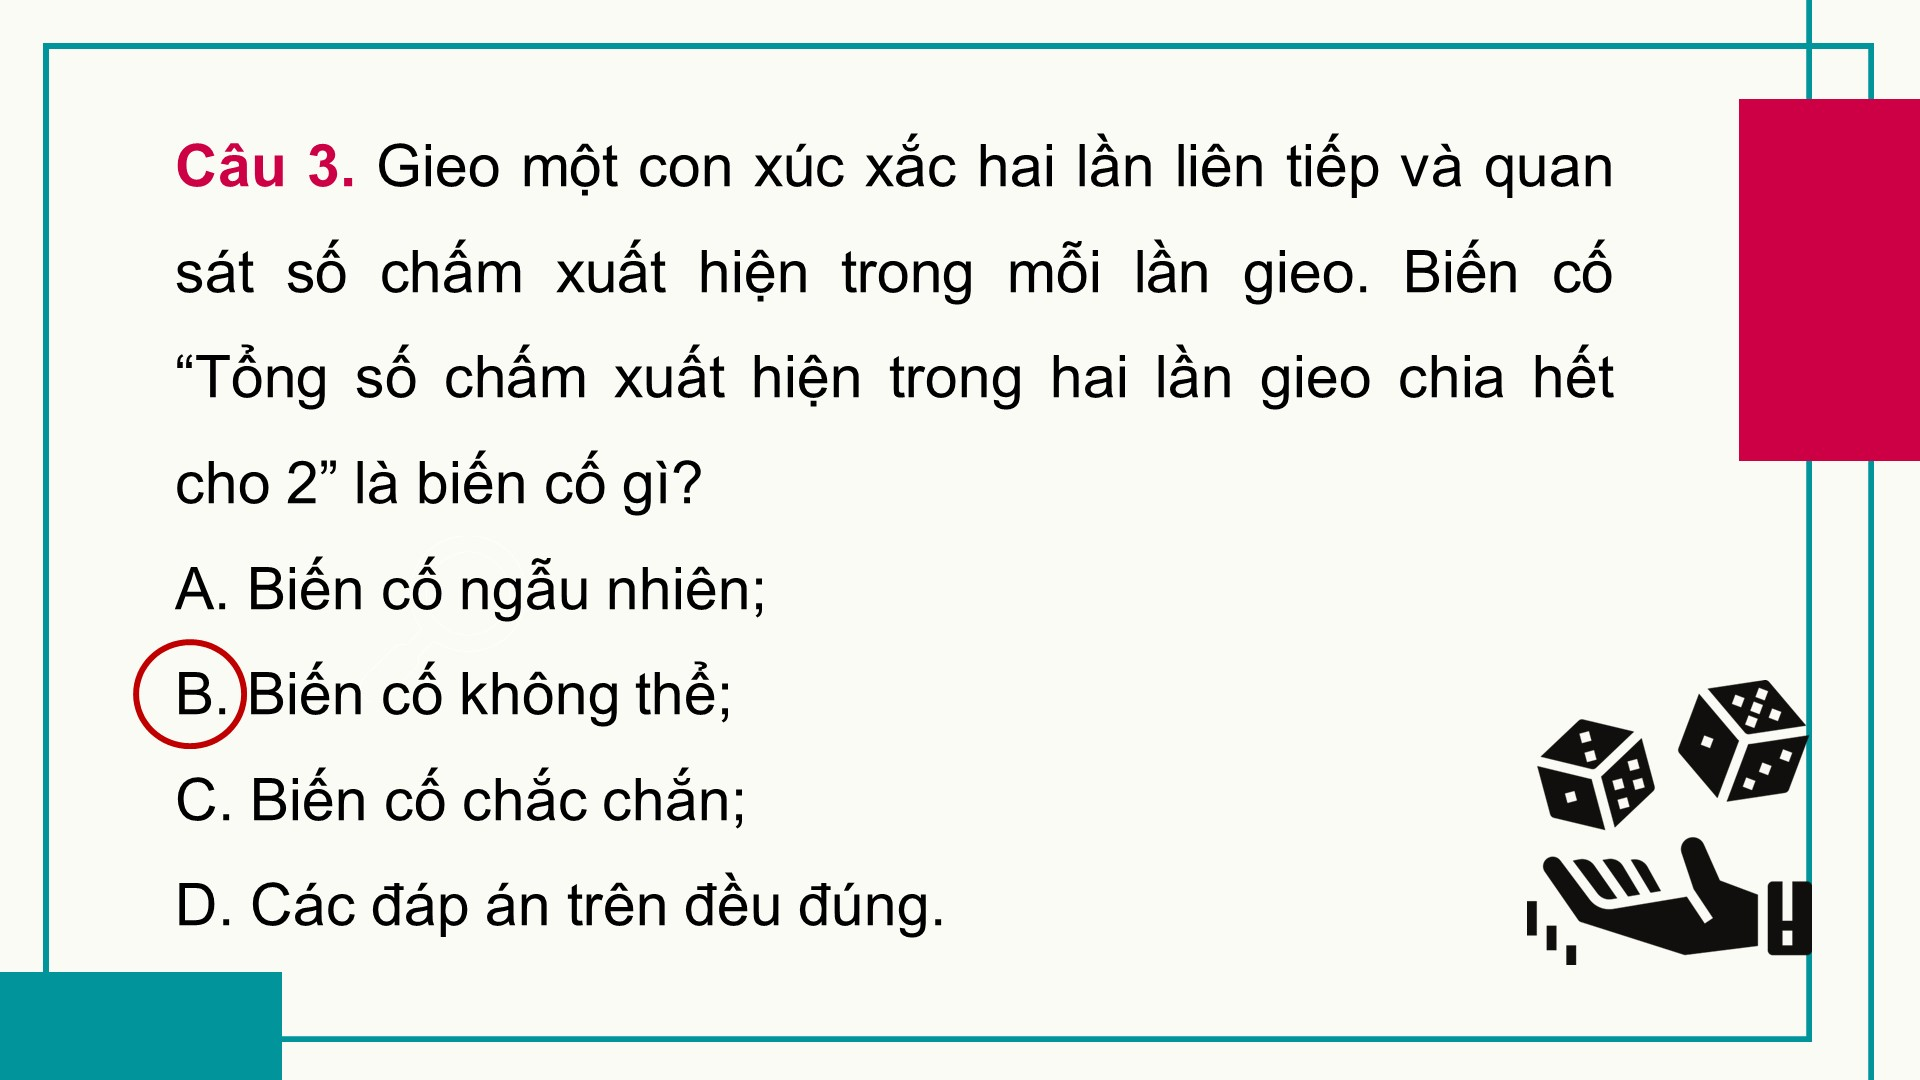 Câu 3. Gieo một con xúc xắc hai lần liên tiếp và quan
sát số chấm xuất hiện trong mỗi lần gieo. Biến cố
“Tổng số chấm xuất hiện trong hai lần gieo chia hết
cho 2” là biến cố gì?
A. Biến cố ngẫu nhiên;
B. Biến cố không thể;
C. Biến cố chắc chắn;
D. Các đáp án trên đều đúng.